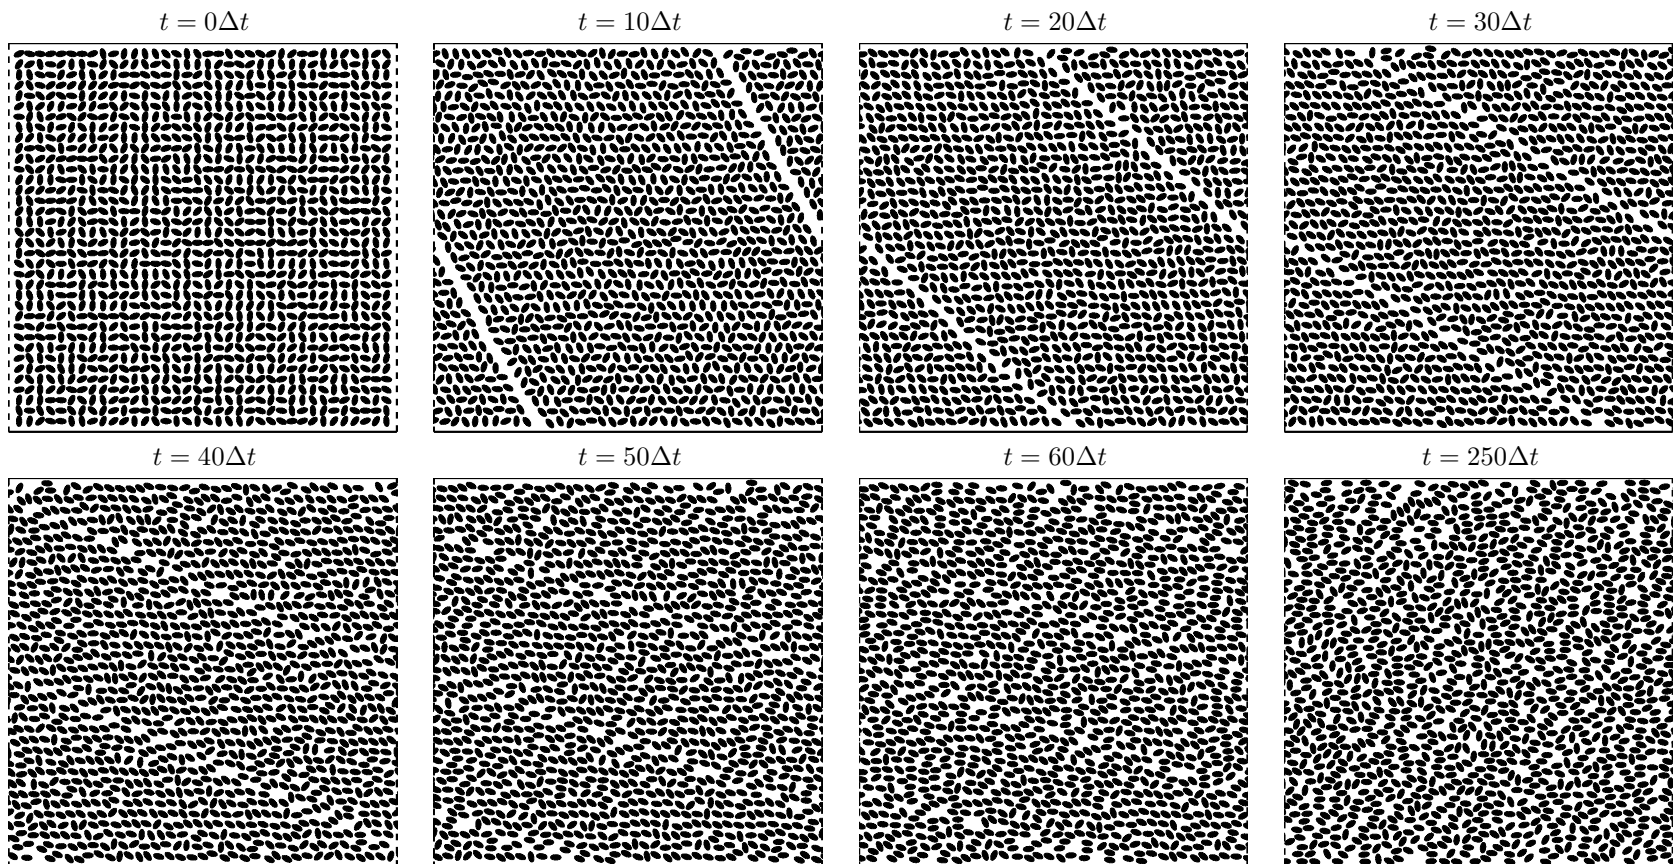 t = 0Δt
t = 10Δt
t = 20Δt
t = 30Δt
t = 40Δt
t = 50Δt
t = 60Δt
t = 250Δt